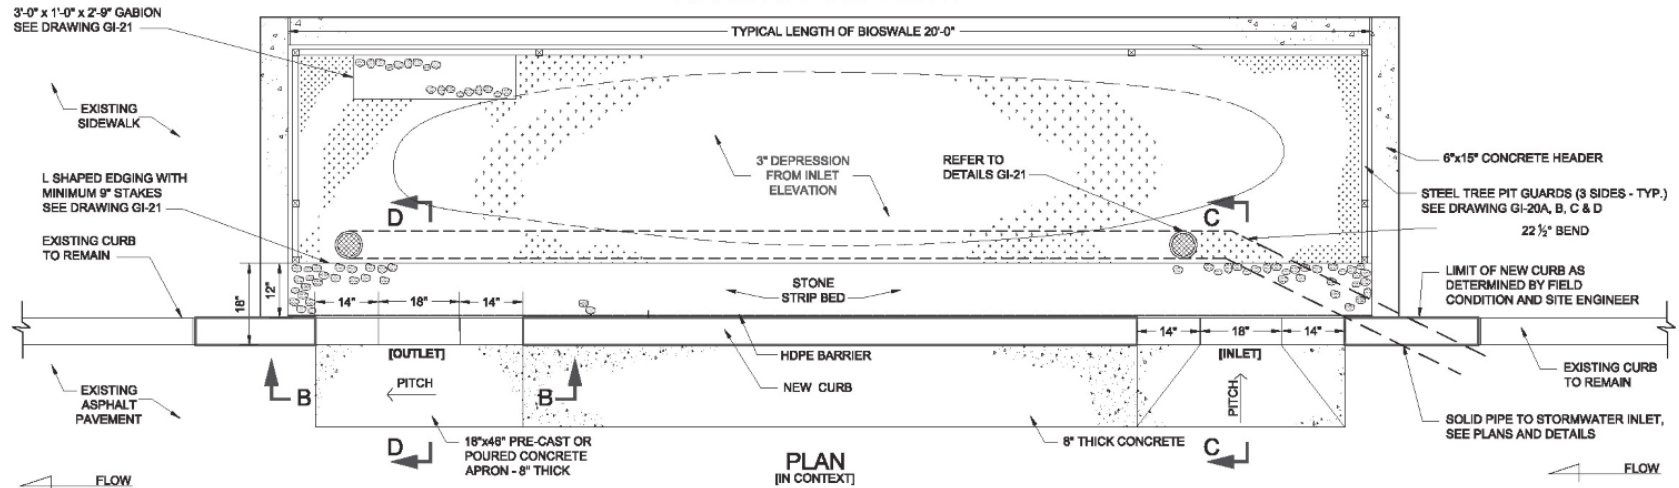 3'-0" x 1'-0" x 2'-9" GABION
SEE DRAWING GI-21
TYPICAL LENGTH OF BIOSWALE 20'-0"
EXISTING
SIDEWALK
3" DEPRESSION
FROM INLET
ELEVATION
REFER TO
DETAILS GI-21
6"x15" CONCRETE HEADER
L SHAPED EDGING WITH
MINIMUM 9" STAKES
SEE DRAWING GI-21
STEEL TREE PIT GUARDS (3 SIDES - TYP.)
SEE DRAWING GI-20A, B, C & D
D
C
22 ½° BEND
EXISTING CURB
TO REMAIN
LIMIT OF NEW CURB AS
DETERMINED BY FIELD
CONDITION AND SITE ENGINEER
18"
12"
STONE
STRIP BED
14"
18"
14"
14"
18"
14"
[OUTLET]
HDPE BARRIER
[INLET]
EXISTING CURB
TO REMAIN
EXISTING
ASPHALT
PAVEMENT
B
PITCH
B
NEW CURB
PITCH
SOLID PIPE TO STORMWATER INLET,
SEE PLANS AND DETAILS
D
18"x46" PRE-CAST OR
POURED CONCRETE
APRON - 8" THICK
8" THICK CONCRETE
C
PLAN
[IN CONTEXT]
FLOW
FLOW